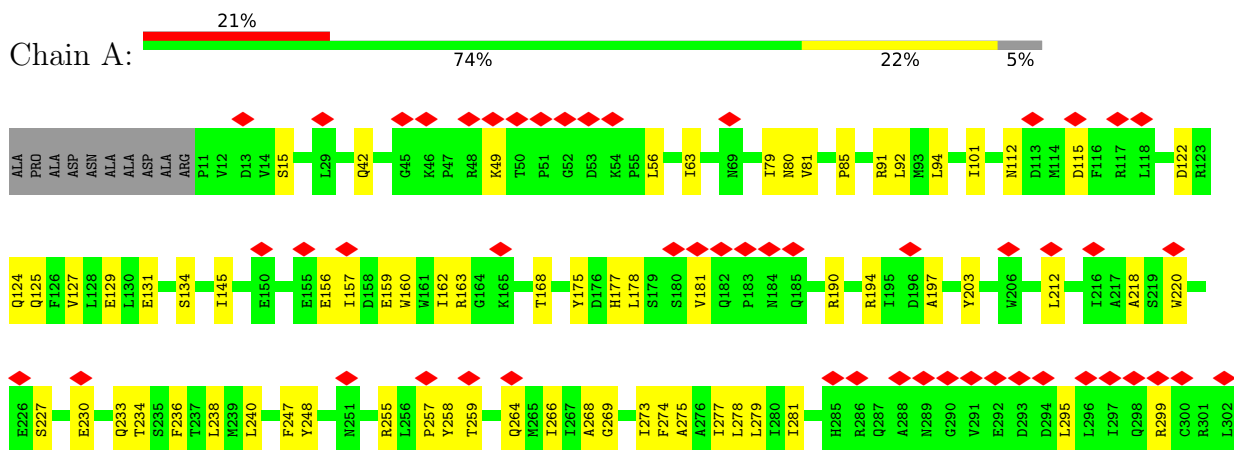 21%
Chain A:
74% 22% 5%
ALA PRO ALA ASP ASN ALA ALA ASP ALA ARG P11 V12 D13 V14 S15 L29 Q42 G45 K46 P47 R48 K49 T50 P51 G52 D53 K54 P55 L56 I63 N69 I79 N80 V81 P85 R91 L92 M93 L94 I101 N112 D113 M114 D115 F116 R117 L118 D122 R123
Q124 Q125 F126 V127 L128 E129 L130 E131 S134 I145 E150 E155 E156 I157 D158 E159 W160 W161 I162 R163 G164 K165 T168 Y175 D176 H177 L178 S179 S180 V181 Q182 P183 N184 Q185 R190 R194 I195 D196 A197 Y203 W206 L212 I216 A217 A218 S219 W220
E226 S227 E230 Q233 T234 S235 F236 T237 L238 M239 L240 F247 Y248 N251 R255 L256 P257 Y258 T259 Q264 M265 I266 I267 A268 G269 I273 F274 A275 A276 I277 L278 L279 I280 I281 H285 R286 Q287 A288 N289 G290 V291 E292 D293 D294 L295 L296 I297 Q298 R299 C300 R301 L302